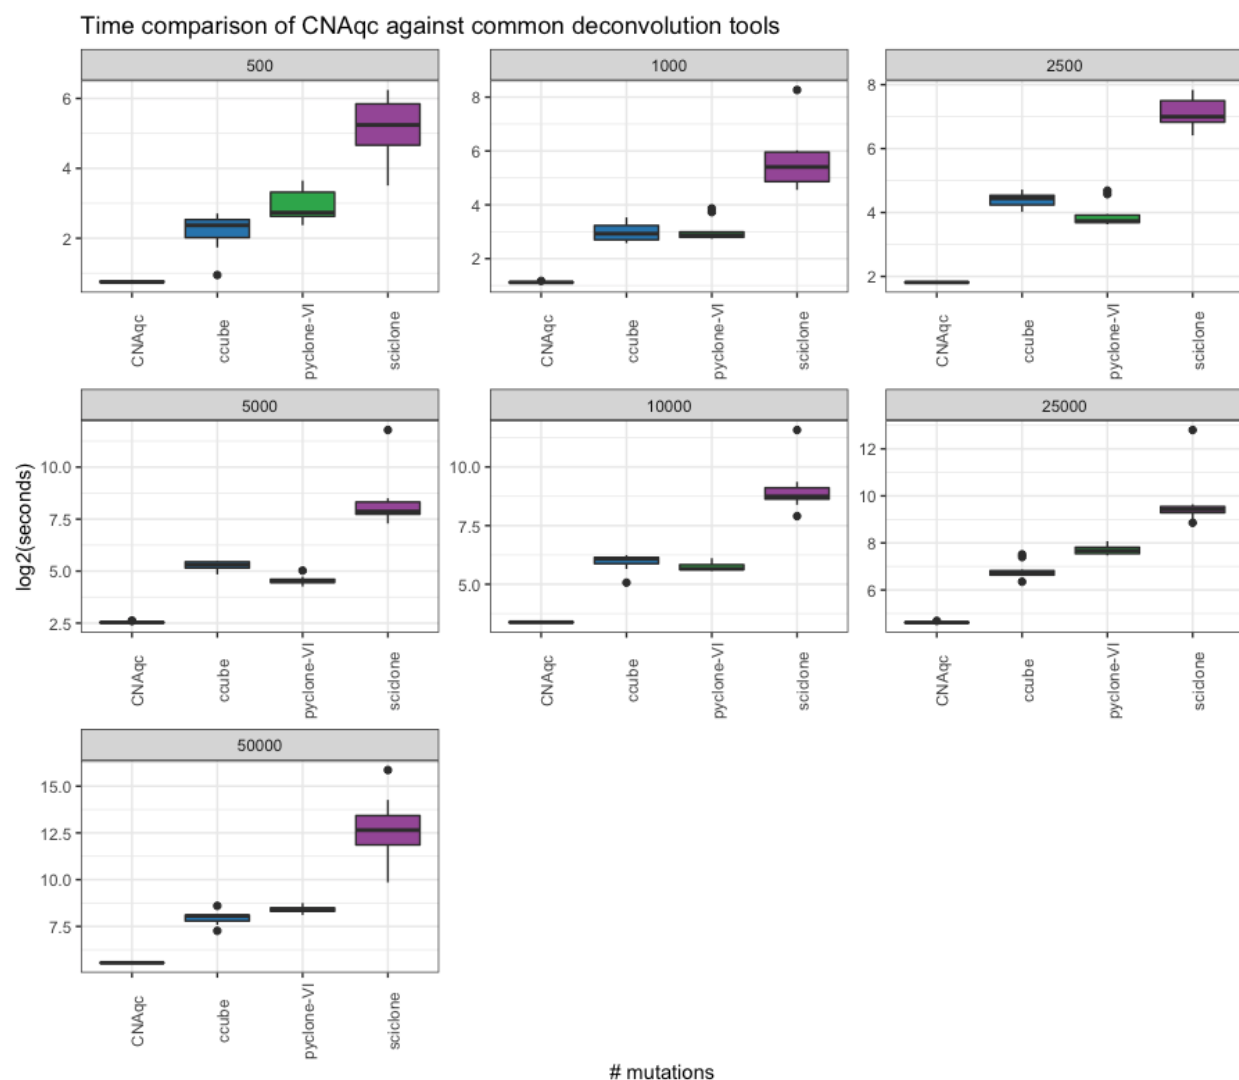 Time comparison of CNAqc against common deconvolution tools
500
1000
2500
6
4
2
8
6
4
2
8
6
4
2
CNAqc
ccube
pyclone-VI
sciclone
CNAqc
ccube
pyclone-VI
sciclone
CNAqc
ccube
pyclone-VI
sciclone
5000
10000
25000
log2(seconds)
10.0
7.5
5.0
2.5
10.0
7.5
5.0
12
10
8
6
CNAqc
ccube
pyclone-VI
sciclone
CNAqc
ccube
pyclone-VI
sciclone
CNAqc
ccube
pyclone-VI
sciclone
50000
15.0
12.5
10.0
7.5
CNAqc
ccube
pyclone-VI
sciclone
# mutations